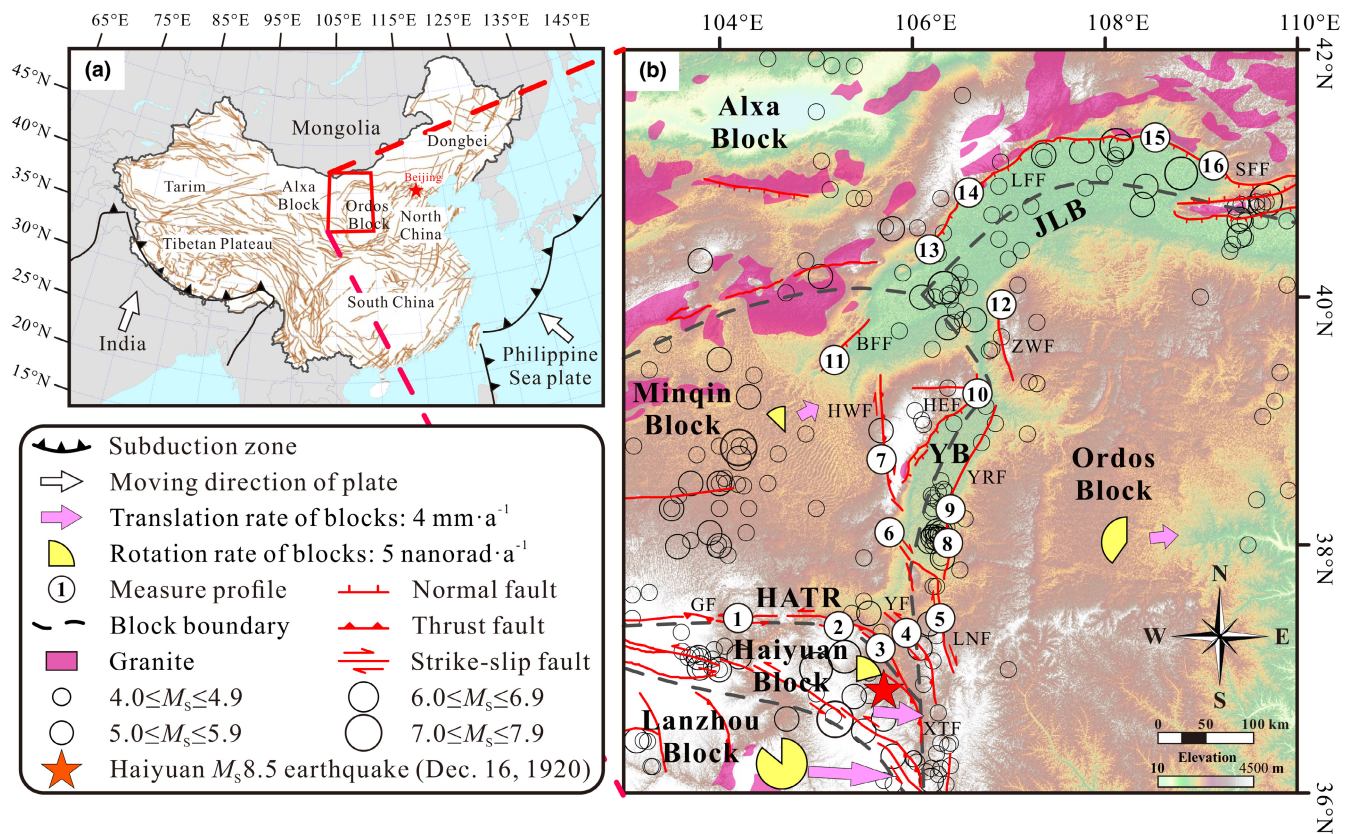 65°E 75°E 85°E 95°E 105°E 115°E 125°E 135°E 145°E
45°N
40°N
35°N
30°N
25°N
20°N
15°N
(a)
Mongolia
Dongbei
Beijing
Tarim
Alxa
Block
Ordos
Block
North
China
Tibetan Plateau
South China
India
Philippine
Sea plate
Subduction zone
Moving direction of plate
Translation rate of blocks: 4 mm·a⁻¹
Rotation rate of blocks: 5 nanorad·a⁻¹
1 Measure profile
Normal fault
Block boundary
Thrust fault
Granite
Strike-slip fault
4.0≤Mₛ≤4.9
6.0≤Mₛ≤6.9
5.0≤Mₛ≤5.9
7.0≤Mₛ≤7.9
Haiyuan Mₛ8.5 earthquake (Dec. 16, 1920)
104°E 106°E 108°E 110°E
42°N
40°N
38°N
36°N
(b)
Alxa
Block
15
16
SFF
14
LFF
JLB
13
12
BFF
11
ZWF
Minqin
Block
HWF
HEF
10
YB
7
YRF
Ordos
Block
9
6
8
GF
HATR
YF
1
2
4
5
3
LNF
Haiyuan
Block
Lanzhou
Block
XTF
N
W
E
S
0 50 100 km
Elevation
10 4500 m